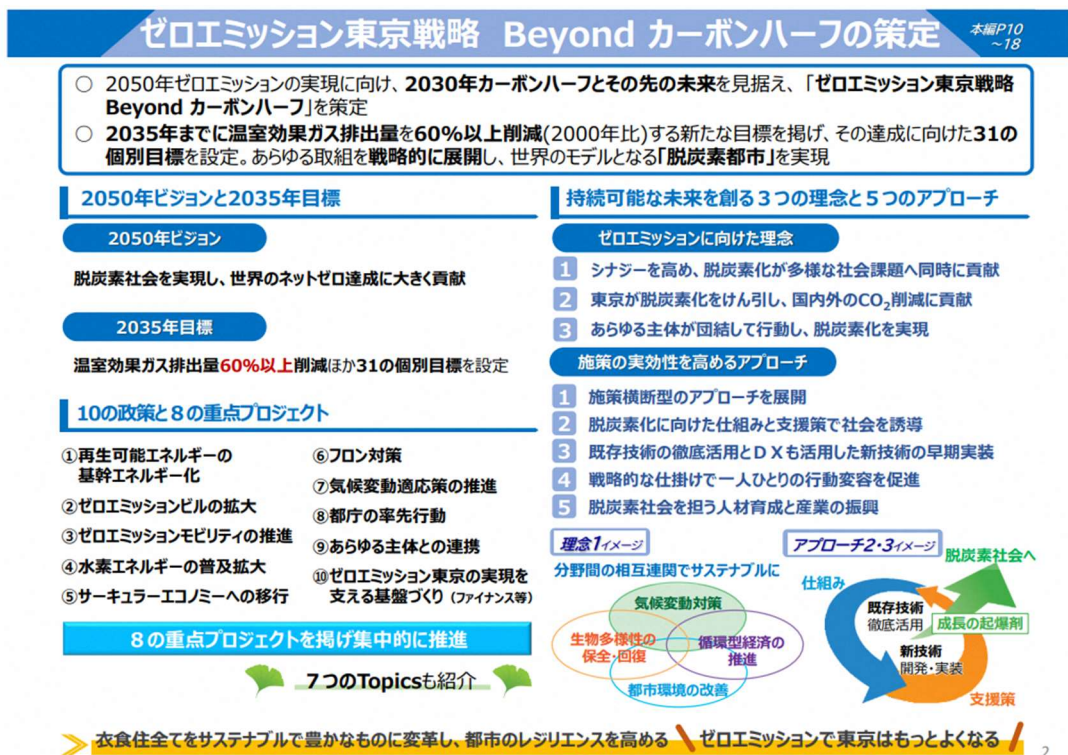 ゼロエミッション東京戦略 Beyond カーボンハーフの策定
本編P10
～18
○ 2050年ゼロエミッションの実現に向け、2030年カーボンハーフとその先の未来を見据え、「ゼロエミッション東京戦略
Beyond カーボンハーフ」を策定
○ 2035年までに温室効果ガス排出量を60%以上削減(2000年比)する新たな目標を掲げ、その達成に向けた31の
個別目標を設定。あらゆる取組を戦略的に展開し、世界のモデルとなる「脱炭素都市」を実現
2050年ビジョンと2035年目標
2050年ビジョン
脱炭素社会を実現し、世界のネットゼロ達成に大きく貢献
2035年目標
温室効果ガス排出量60%以上削減ほか31の個別目標を設定
10の政策と8の重点プロジェクト
①再生可能エネルギーの
基幹エネルギー化
②ゼロエミッションビルの拡大
③ゼロエミッションモビリティの推進
④水素エネルギーの普及拡大
⑤サーキュラーエコノミーへの移行
⑥フロン対策
⑦気候変動適応策の推進
⑧都庁の率先行動
⑨あらゆる主体との連携
⑩ゼロエミッション東京の実現を
支える基盤づくり (ファイナンス等)
8の重点プロジェクトを掲げ集中的に推進
7つのTopicsも紹介
持続可能な未来を創る3つの理念と5つのアプローチ
ゼロエミッションに向けた理念
1 シナジーを高め、脱炭素化が多様な社会課題へ同時に貢献
2 東京が脱炭素化をけん引し、国内外のCO₂削減に貢献
3 あらゆる主体が団結して行動し、脱炭素化を実現
施策の実効性を高めるアプローチ
1 施策横断型のアプローチを展開
2 脱炭素化に向けた仕組みと支援策で社会を誘導
3 既存技術の徹底活用とDXも活用した新技術の早期実装
4 戦略的な仕掛けで一人ひとりの行動変容を促進
5 脱炭素社会を担う人材育成と産業の振興
理念1イメージ
分野間の相互連関でサステナブルに
気候変動対策
生物多様性の
保全・回復
循環型経済の
推進
都市環境の改善
アプローチ2・3イメージ
脱炭素社会へ
仕組み
既存技術
徹底活用
成長の起爆剤
新技術
開発・実装
支援策
衣食住全てをサステナブルで豊かなものに変革し、都市のレジリエンスを高める
ゼロエミッションで東京はもっとよくなる
2